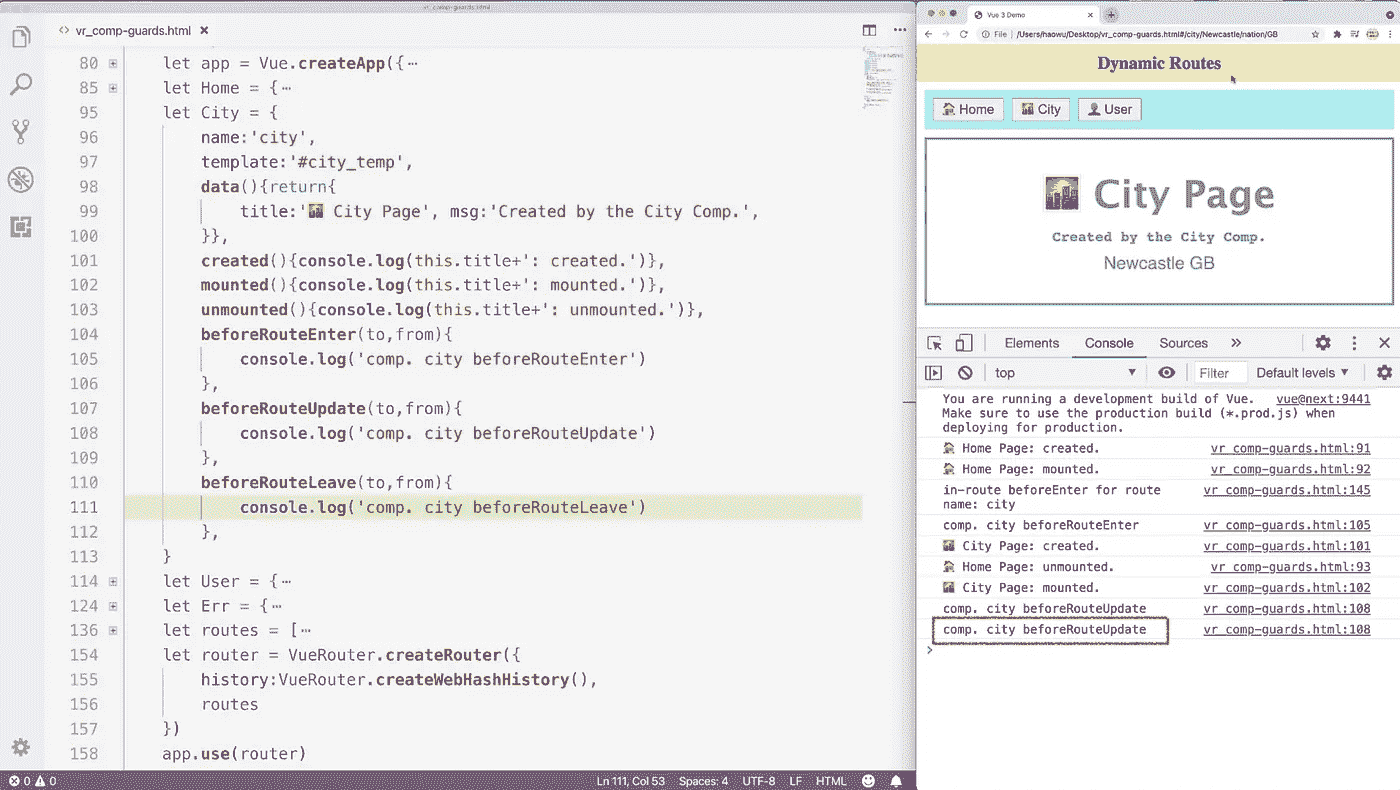 vr_comp-guards.html
<> vr_comp-guards.html ×
80 let app = Vue.createApp({⋯
85 let Home = {⋯
95 let City = {
96 name:'city',
97 template:'#city_temp',
98 data(){return{
99 title:'🌆 City Page', msg:'Created by the City Comp.',
100 }},
101 created(){console.log(this.title+': created.')},
102 mounted(){console.log(this.title+': mounted.')},
103 unmounted(){console.log(this.title+': unmounted.')},
104 beforeRouteEnter(to,from){
105 console.log('comp. city beforeRouteEnter')
106 },
107 beforeRouteUpdate(to,from){
108 console.log('comp. city beforeRouteUpdate')
109 },
110 beforeRouteLeave(to,from){
111 console.log('comp. city beforeRouteLeave')
112 },
113 }
114 let User = {⋯
124 let Err = {⋯
136 let routes = [⋯
154 let router = VueRouter.createRouter({
155 history:VueRouter.createWebHashHistory(),
156 routes
157 })
158 app.use(router)
0 0 Ln 111, Col 53 Spaces: 4 UTF-8 LF HTML
Vue 3 Demo
File /Users/haowu/Desktop/vr_comp-guards.html#/city/Newcastle/nation/GB
Dynamic Routes
🏠 Home 🌆 City 👤 User
🌆 City Page
Created by the City Comp.
Newcastle GB
Elements Console Sources »
top Filter Default levels ▼
You are running a development build of Vue. vue@next:9441
Make sure to use the production build (*.prod.js) when
deploying for production.
🏠 Home Page: created. vr_comp-guards.html:91
🏠 Home Page: mounted. vr_comp-guards.html:92
in-route beforeEnter for route vr_comp-guards.html:145
name: city
comp. city beforeRouteEnter vr_comp-guards.html:105
🌆 City Page: created. vr_comp-guards.html:101
🏠 Home Page: unmounted. vr_comp-guards.html:93
🌆 City Page: mounted. vr_comp-guards.html:102
comp. city beforeRouteUpdate vr_comp-guards.html:108
comp. city beforeRouteUpdate vr_comp-guards.html:108
>